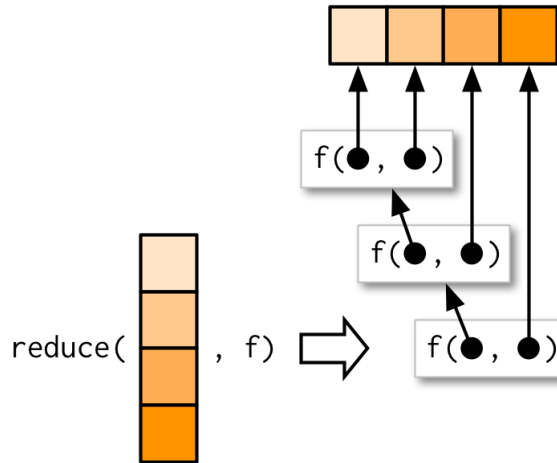 f( , )
f( , )
reduce( , f)
f( , )